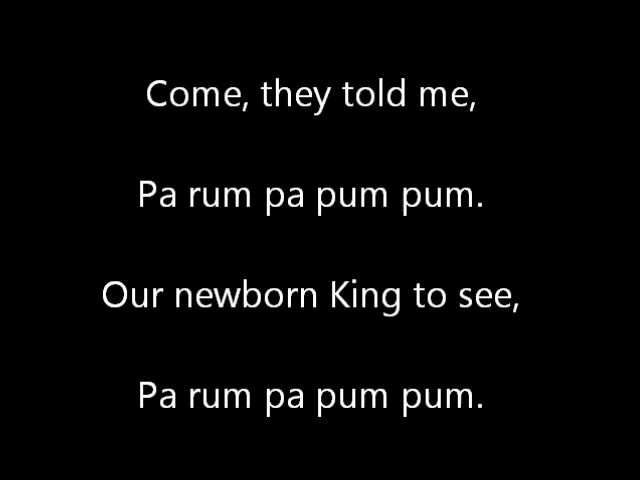 Come, they told me,
Pa rum pa pum pum.
Our newborn King to see,
Pa rum pa pum pum.